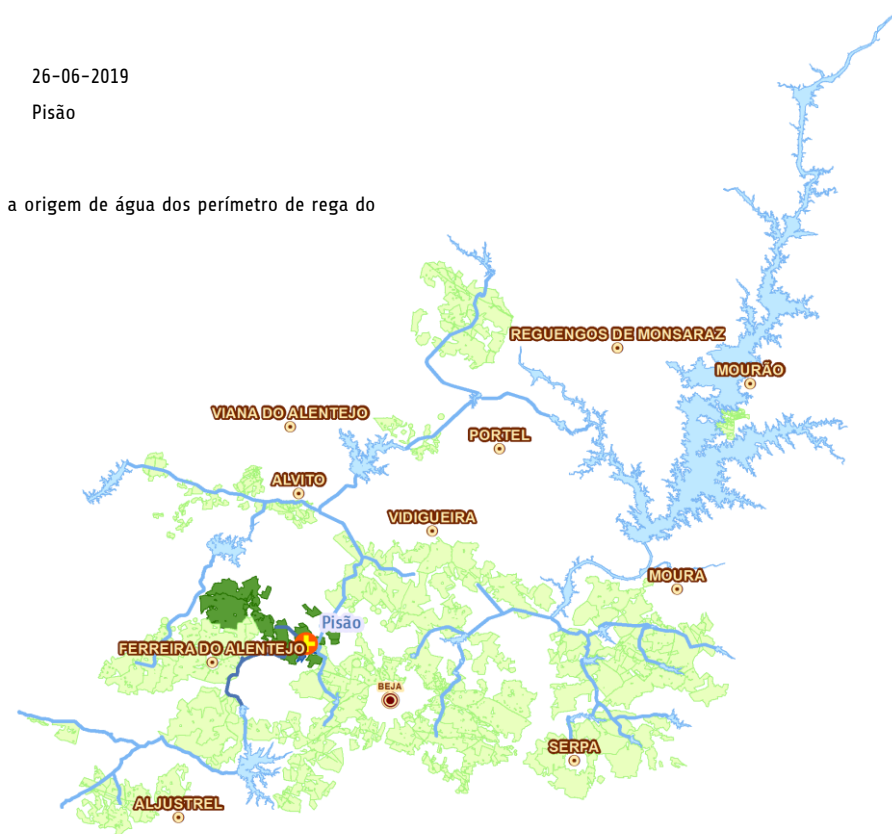 26-06-2019
Pisão
a origem de água dos perímetro de rega do
REGUENGOS DE MONSARAZ
MOURÃO
VIANA DO ALENTEJO
PORTEL
ALVITO
VIDIGUEIRA
MOURA
Pisão
FERREIRA DO ALENTEJO
BEJA
SERPA
ALJUSTREL